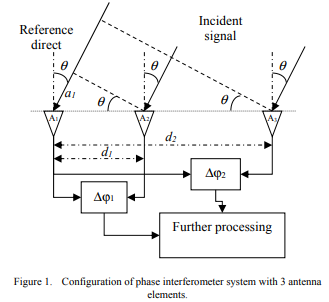 Reference direct
Incident signal
θ θ θ
a1 θ θ
A1 A2 A3
d2
d1
Δφ2
Δφ1
Further processing
Figure 1. Configuration of phase interferometer system with 3 antenna
elements.